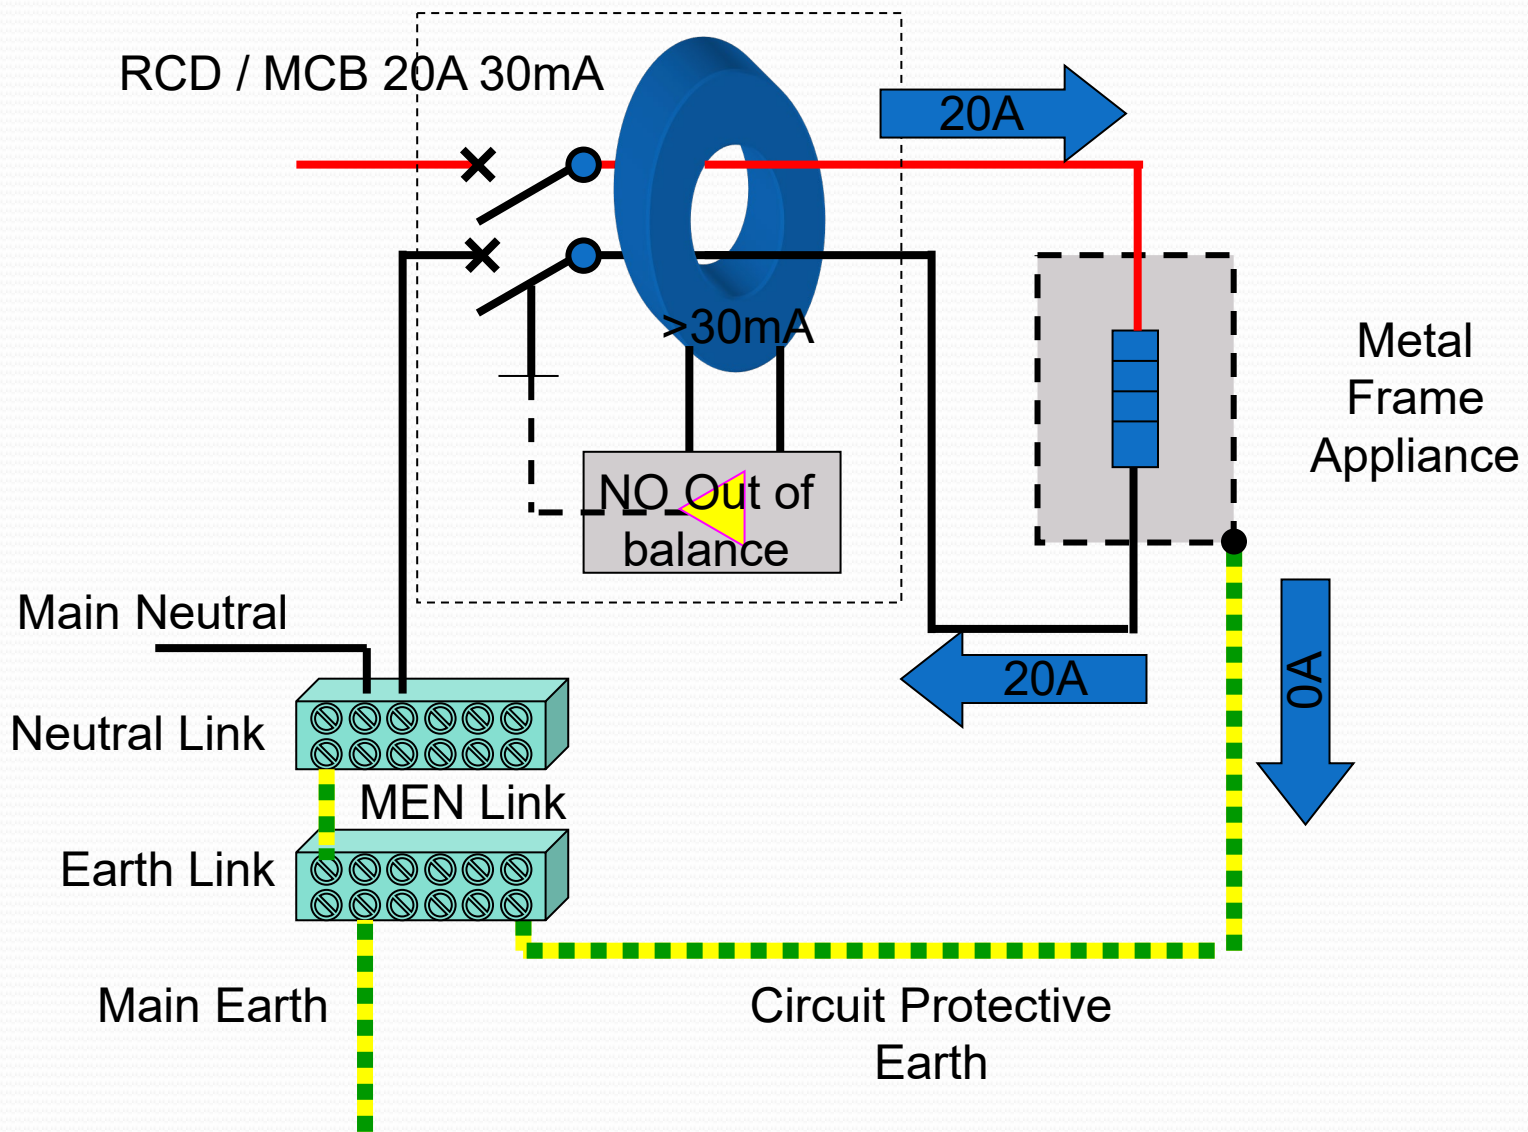 RCD / MCB 20A 30mA
20A
>30mA
Metal
Frame
Appliance
NO Out of
balance
Main Neutral
20A
0A
Neutral Link
MEN Link
Earth Link
Main Earth
Circuit Protective
Earth